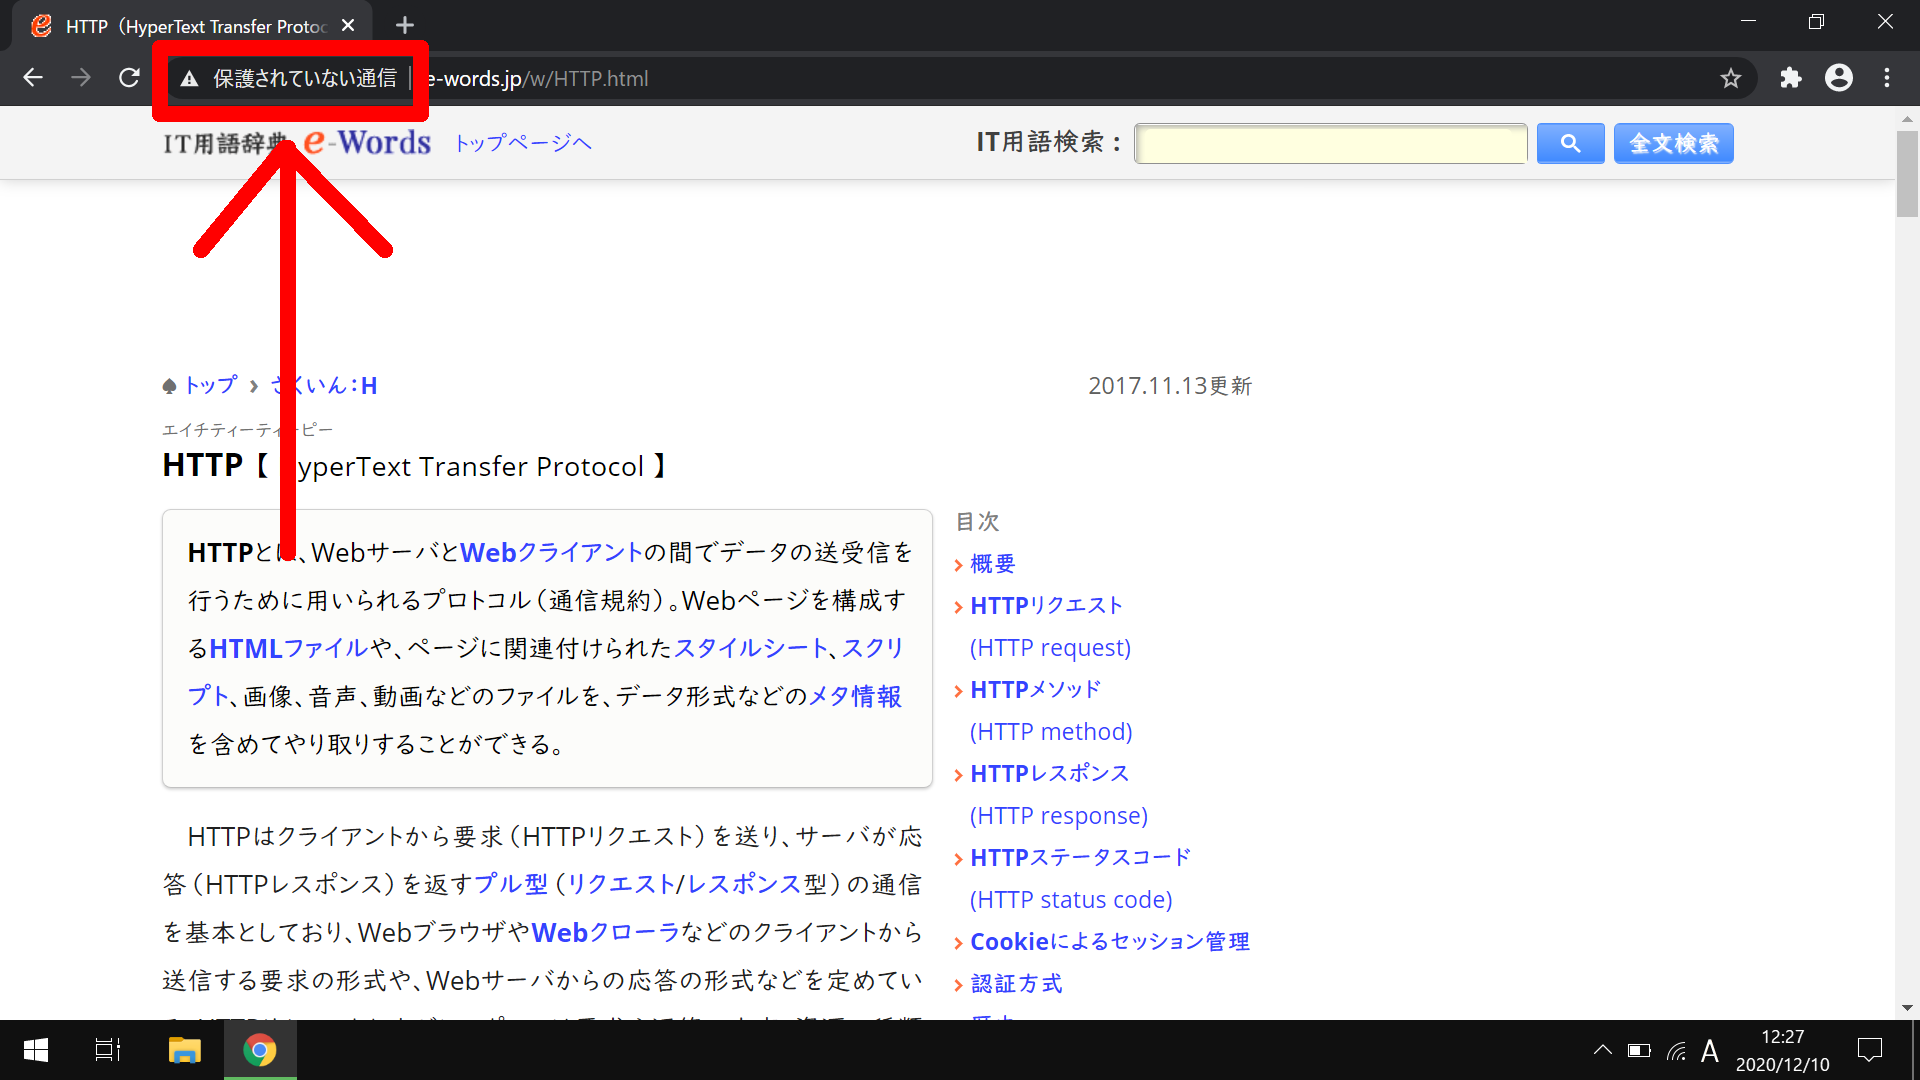 HTTP（HyperText Transfer Protoc
保護されていない通信 | e-words.jp/w/HTTP.html
IT用語辞典 e-Words トップページへ IT用語検索： 全文検索
トップ › さくいん：H 2017.11.13更新
エイチティーティーピー
HTTP【 yperText Transfer Protocol 】
HTTPとは、WebサーバとWebクライアントの間でデータの送受信を
行うために用いられるプロトコル（通信規約）。Webページを構成す
るHTMLファイルや、ページに関連付けられたスタイルシート、スクリ
プト、画像、音声、動画などのファイルを、データ形式などのメタ情報
を含めてやり取りすることができる。
HTTPはクライアントから要求（HTTPリクエスト）を送り、サーバが応
答（HTTPレスポンス）を返すプル型（リクエスト/レスポンス型）の通信
を基本としており、WebブラウザやWebクローラなどのクライアントから
送信する要求の形式や、Webサーバからの応答の形式などを定めてい
目次
› 概要
› HTTPリクエスト
(HTTP request)
› HTTPメソッド
(HTTP method)
› HTTPレスポンス
(HTTP response)
› HTTPステータスコード
(HTTP status code)
› Cookieによるセッション管理
› 認証方式
A
12:27
2020/12/10